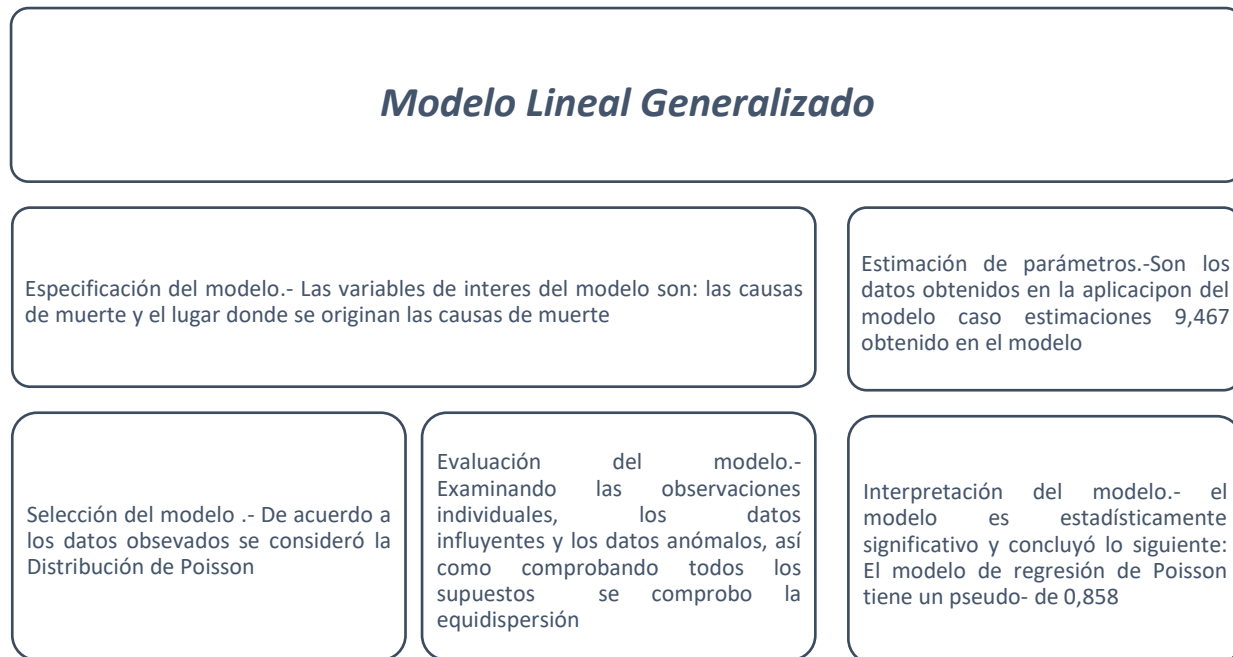 Modelo Lineal Generalizado
Especificación del modelo.- Las variables de interes del modelo son: las causas
de muerte y el lugar donde se originan las causas de muerte
Estimación de parámetros.-Son los
datos obtenidos en la aplicacipon del
modelo caso estimaciones 9,467
obtenido en el modelo
Selección del modelo .- De acuerdo a
los datos obsevados se consideró la
Distribución de Poisson
Evaluación del modelo.-
Examinando las observaciones
individuales, los datos
influyentes y los datos anómalos, así
como comprobando todos los
supuestos se comprobo la
equidispersión
Interpretación del modelo.- el
modelo es estadísticamente
significativo y concluyó lo siguiente:
El modelo de regresión de Poisson
tiene un pseudo- de 0,858